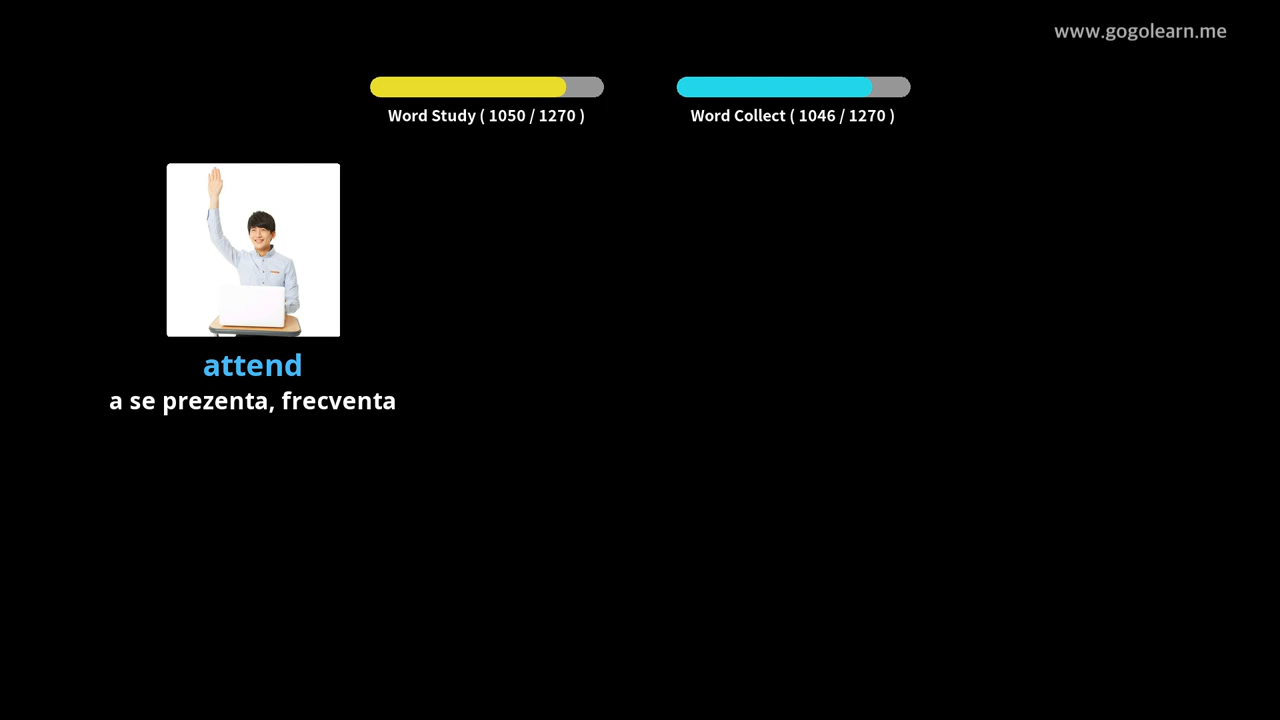 www.gogolearn.me
Word Study ( 1050 / 1270 )
Word Collect ( 1046 / 1270 )
attend
a se prezenta, frecventa